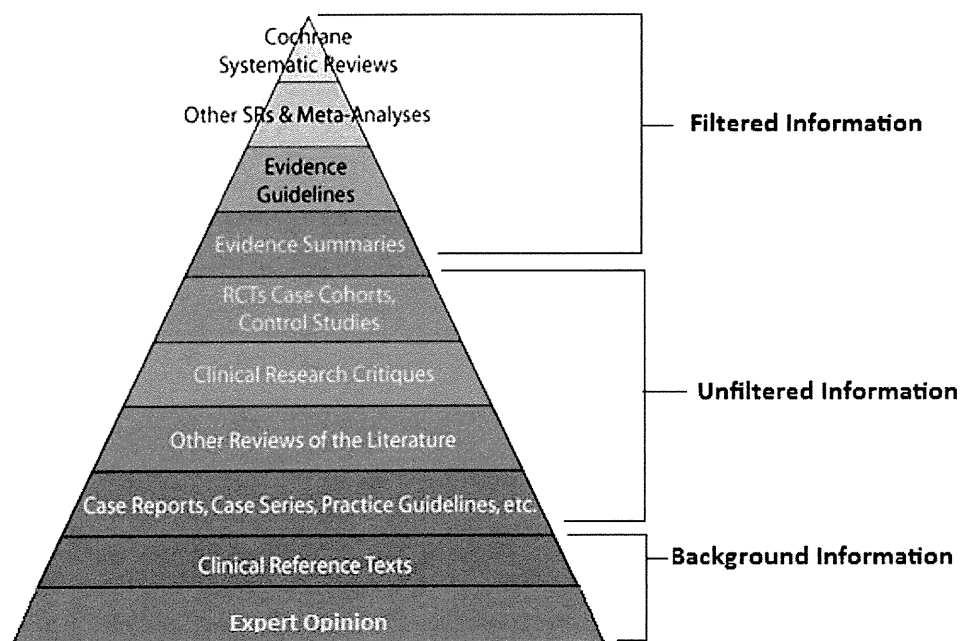 Cochrane
Systematic Reviews
Other SRs & Meta-Analyses
Filtered Information
Evidence
Guidelines
Evidence Summaries
RCTs Case Cohorts,
Control Studies
Clinical Research Critiques
Unfiltered Information
Other Reviews of the Literature
Case Reports, Case Series, Practice Guidelines, etc.
Clinical Reference Texts
Background Information
Expert Opinion